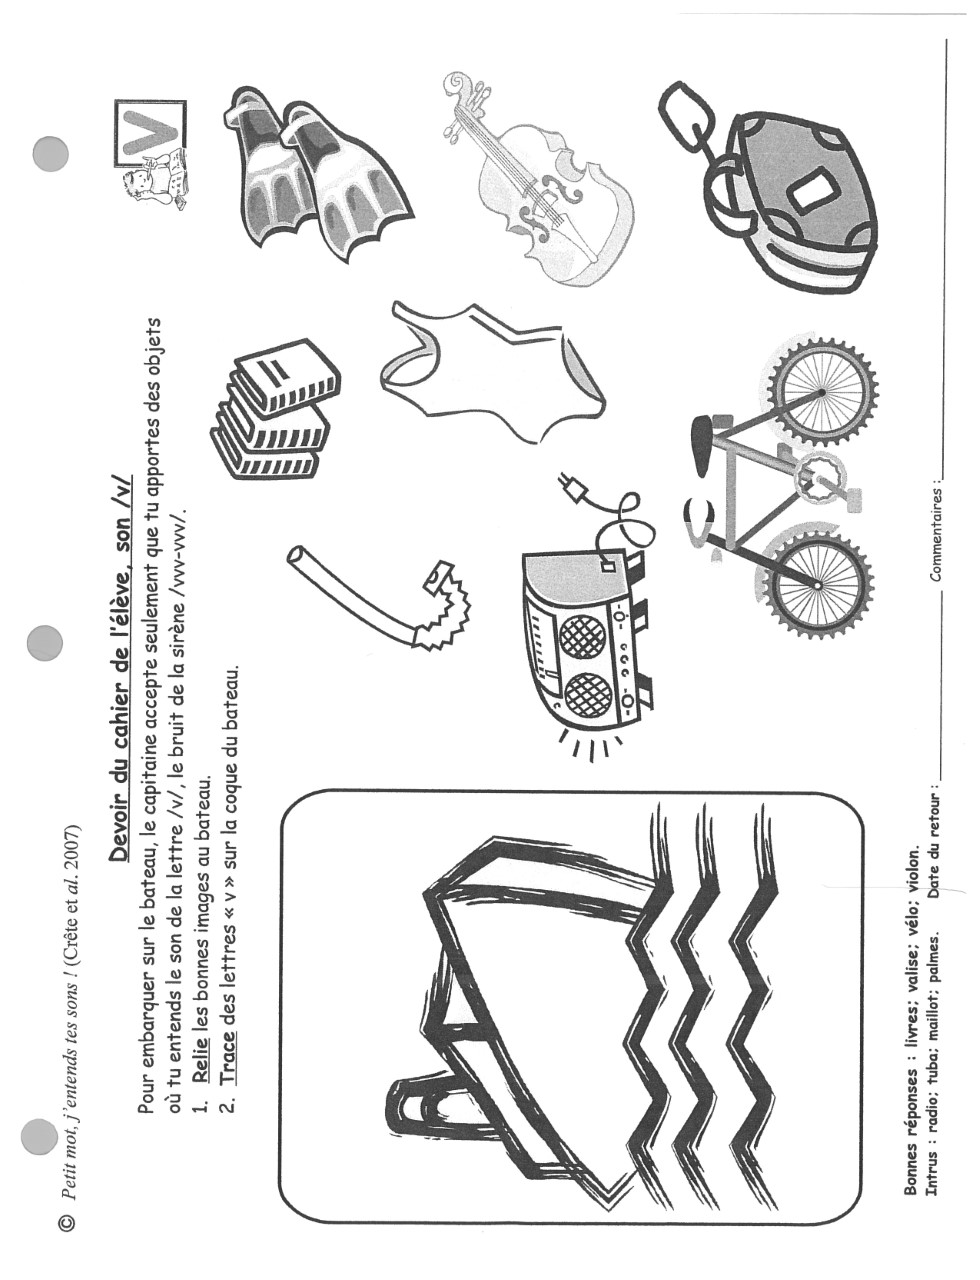 © Petit mot, j'entends tes sons ! (Crête et al. 2007)
V
Devoir du cahier de l'élève, son /v/
Pour embarquer sur le bateau, le capitaine accepte seulement que tu apportes des objets
où tu entends le son de la lettre /v/, le bruit de la sirène /vvv-vvv/.
1. Relie les bonnes images au bateau.
2. Trace des lettres « v » sur la coque du bateau.
Bonnes réponses : livres; valise; vélo; violon.
Intrus : radio; tuba; maillot; palmes. Date du retour : ____________ Commentaires : ____________